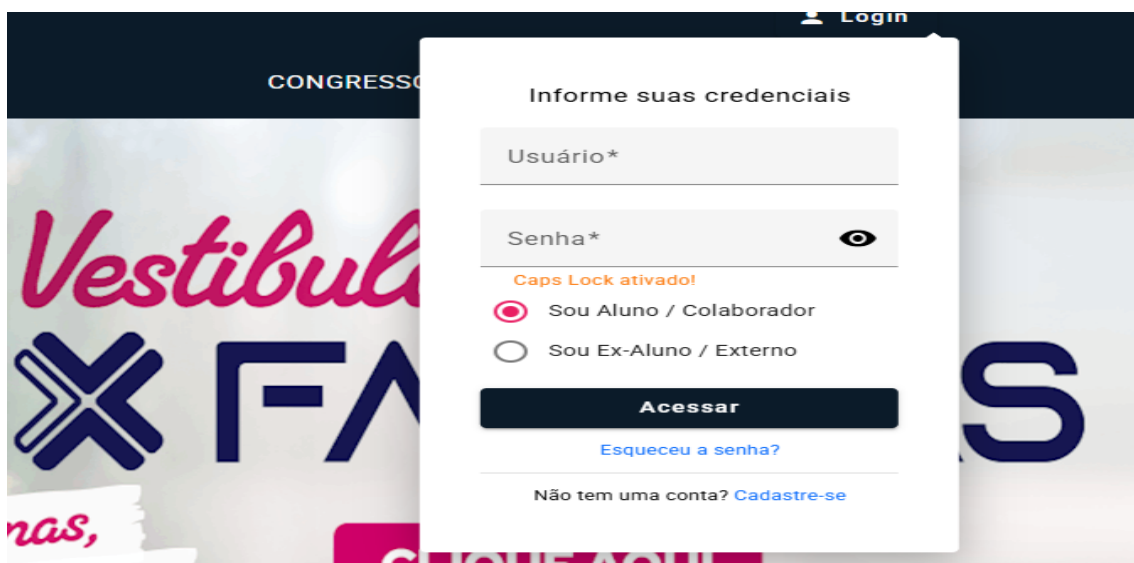 Login
CONGRESSO
Informe suas credenciais
Usuário*
Senha*
Caps Lock ativado!
Sou Aluno / Colaborador
Sou Ex-Aluno / Externo
Acessar
Esqueceu a senha?
Não tem uma conta? Cadastre-se